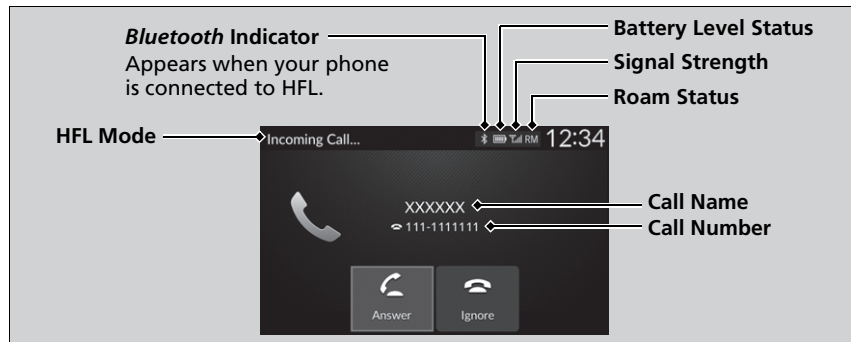 Bluetooth Indicator
Appears when your phone
is connected to HFL.
Battery Level Status
Signal Strength
Roam Status
HFL Mode
Incoming Call...
RM 12:34
XXXXXX
111-1111111
Call Name
Call Number
Answer
Ignore